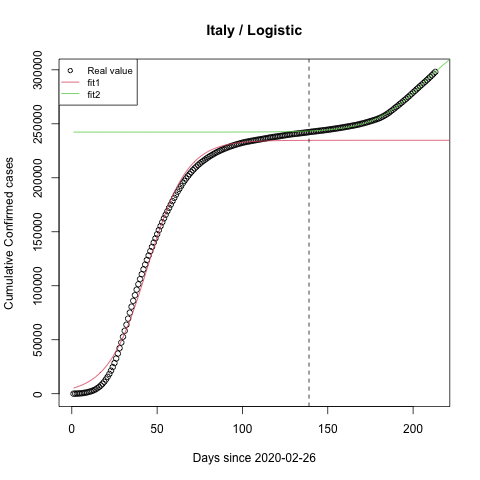 Italy / Logistic
Real value
fit1
fit2
300000
250000
200000
150000
100000
50000
0
Cumulative Confirmed cases
0 50 100 150 200
Days since 2020-02-26